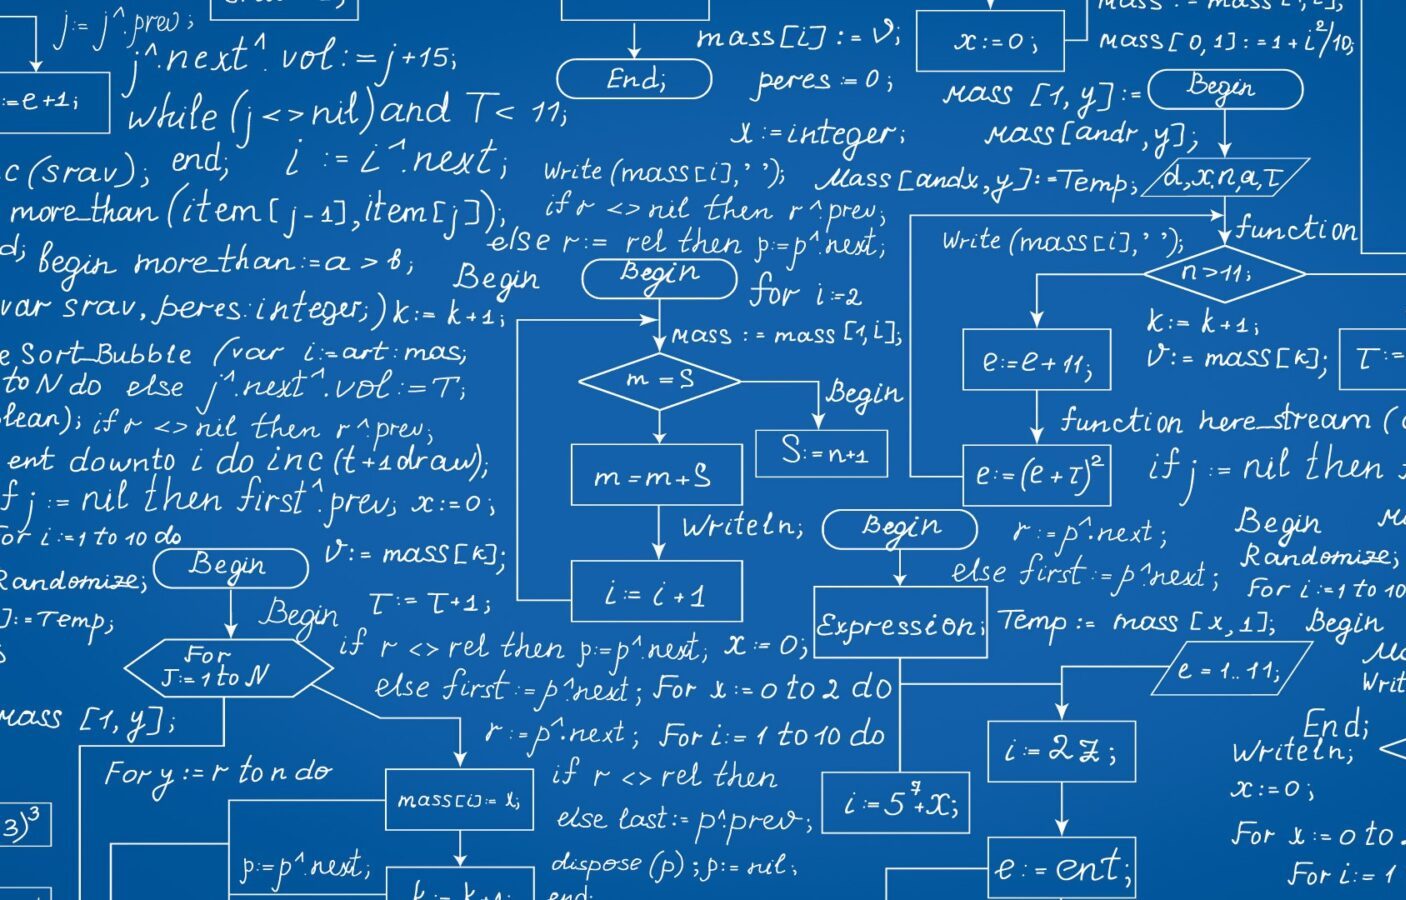 j:= j^.prev;
j^.next^.vol:=j+15;
:=e+1;
while (j<>nil) and T< 11;
c(srav); end; i := i^.next;
more_than(item[j-1],item[j]);
d; begin more_than:=a > b;
var srav, peres:integer;) k:= k+1;
e Sort_Bubble (var i:=art:mas;
to N do else j^.next^.vol:=T;
lean); if r <> nil then r^prev;
ent downto i do inc (t+1draw);
f j:= nil then first^.prev; x:=0;
or i:=1 to 10 do
Randomize;
Begin
v:= mass[k];
]:=Temp;
Begin
τ:= τ+1;
For
J:=1 to N
mass [1,y];
For y:=r to n do
mass[i]:= x;
3)^3
p:=p^.next;
k:= k+1;
End;
mass[i]:= v;
peres := 0;
x:=integer;
Write (mass[i],' ');
if r <> nil then r^.prev;
else r:= rel then p:=p^.next;
Begin
Begin
for i:=2
mass := mass [1,i];
m = S
Begin
S:=n+1
m =m+S
Writeln;
i:= i+1
if r <> rel then p:=p^.next; x:= 0;
else first:= p^.next; For x:=0 to 2 do
r:=p^.next; For i:= 1 to 10 do
if r <> rel then
else last:= p^.prev;
dispose (p);p:= nil;
end;
x:=0;
mass[0,1]:=1+i^2/10;
mass [1,y]:=
Begin
mass[andr,y];
Mass[andx,y]:=Temp;
d,x,n,a,τ
function
Write (mass[i],' ');
n>11;
k:= k+1;
v:= mass[k];
τ:=
e:=e+11;
function here_stream (
e:=(e+τ)^2
if j:= nil then
Begin
r:=p^.next;
Begin
else first:=p^.next;
Randomize;
For i:=1 to 10
Expression;
Temp:= mass [x,1]; Begin
e = 1..11;
Writ
End;
i:=2Z;
Writeln;
x:=0;
i:=5^7+X;
For x:=0 to
e:=ent;
For i:= 1